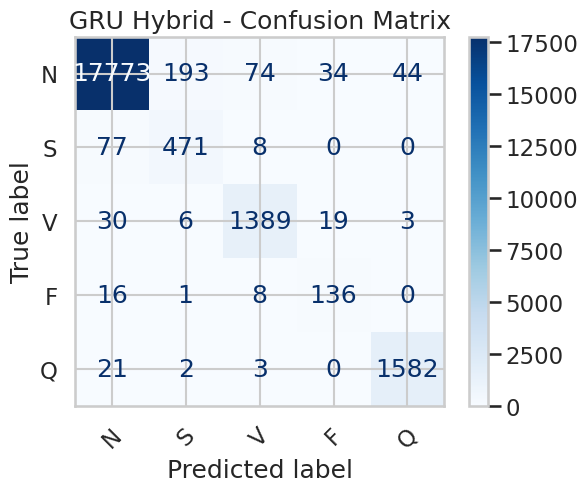 GRU Hybrid - Confusion Matrix
True label
N 17773 193 74 34 44
S 77 471 8 0 0
V 30 6 1389 19 3
F 16 1 8 136 0
Q 21 2 3 0 1582
N S V F Q
Predicted label
17500
15000
12500
10000
7500
5000
2500
0